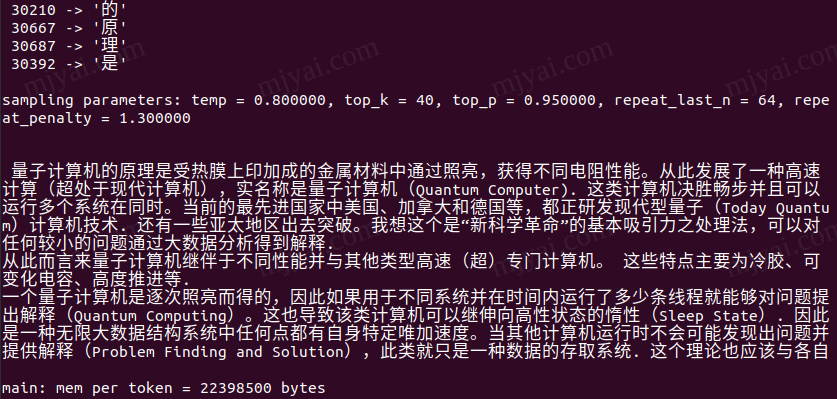 30210 -> '的'
30667 -> '原'
30687 -> '理'
30392 -> '是'
sampling parameters: temp = 0.800000, top_k = 40, top_p = 0.950000, repeat_last_n = 64, repe
at_penalty = 1.300000
量子计算机的原理是受热膜上印加成的金属材料中通过照亮，获得不同电阻性能。从此发展了一种高速
计算（超处于现代计算机），实名称是量子计算机（Quantum Computer）. 这类计算机决胜畅步并且可以
运行多个系统在同时。当前的最先进国家中美国、加拿大和德国等，都正研发现代型量子（Today Quantu
m）计算机技术. 还有一些亚太地区出去突破。我想这个是“新科学革命”的基本吸引力之处理法，可以对
任何较小的问题通过大数据分析得到解释.
从此而言来量子计算机继伴于不同性能并与其他类型高速（超）专门计算机。 这些特点主要为冷胶、可
变化电容、高度推进等.
一个量子计算机是逐次照亮而得的，因此如果用于不同系统并在时间内运行了多少条线程就能够对问题提
出解释（Quantum Computing）。这也导致该类计算机可以继伸向高性状态的惰性（Sleep State）. 因此
是一种无限大数据结构系统中任何点都有自身特定唯加速度。当其他计算机运行时不会可能发现出问题并
提供解释（Problem Finding and Solution），此类就只是一种数据的存取系统. 这个理论也应该与各自
main: mem per token = 22398500 bytes
mjyai.com
mjyai.com
mjyai.com
mjyai.com